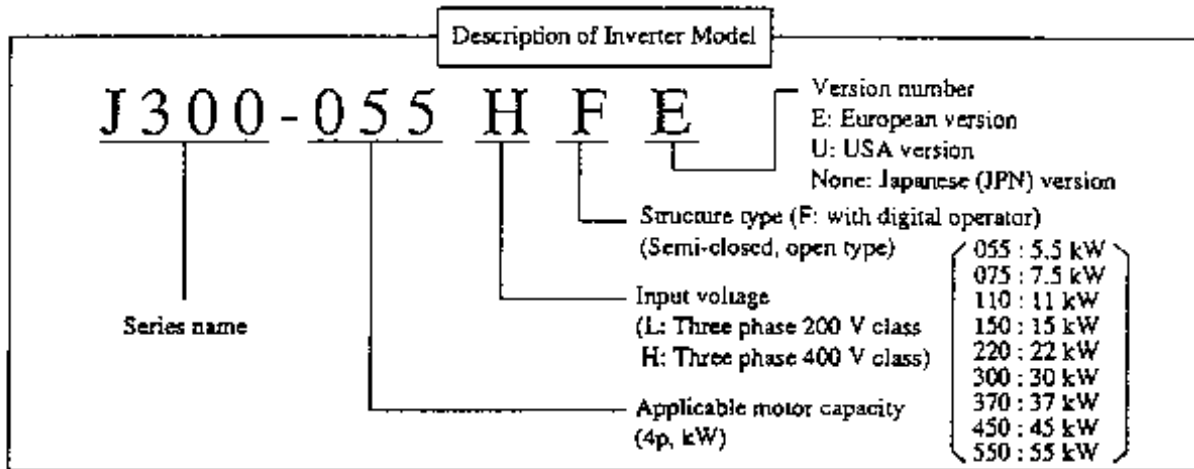 Description of Inverter Model
J300-055 H F E
Version number
E: European version
U: USA version
None: Japanese (JPN) version
Structure type (F: with digital operator)
(Semi-closed, open type)
Input voltage
(L: Three phase 200 V class
H: Three phase 400 V class)
Series name
Applicable motor capacity
(4p, kW)
055 : 5.5 kW
075 : 7.5 kW
110 : 11 kW
150 : 15 kW
220 : 22 kW
300 : 30 kW
370 : 37 kW
450 : 45 kW
550 : 55 kW